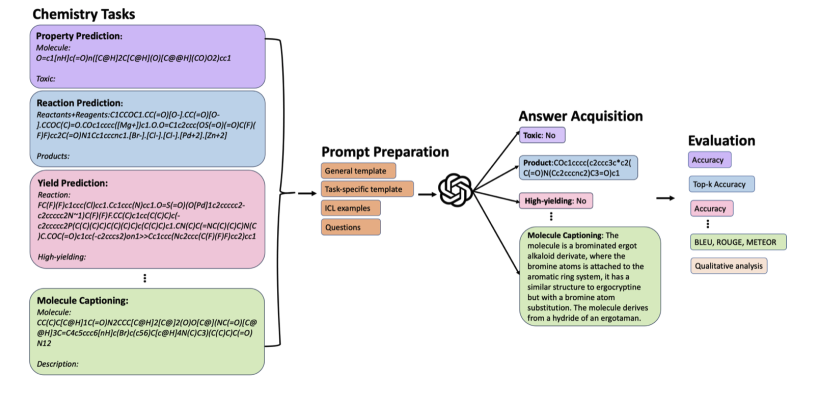 Chemistry Tasks
Property Prediction:
Molecule:
O=c1[nH]c(=O)n([C@H]2C[C@H](O)[C@@H](CO)O2)cc1
Toxic:
Reaction Prediction:
Reactants+Reagents:C1CCOC1.CC(=O)[O-].CC(=O)[O-
].CCOC(C)=O.COc1cccc([Mg+])c1.O.O=C1c2ccc(OS(=O)(=O)C(F)(
F)F)cc2C(=O)N1Cc1cccnc1.[Br-].[Cl-].[Cl-].[Pd+2].[Zn+2]
Products:
Yield Prediction:
Reaction:
FC(F)(F)c1ccc(Cl)cc1.Cc1ccc(N)cc1.O=S(=O)(O[Pd]1c2ccccc2-
c2ccccc2N~1)C(F)(F)F.CC(C)c1cc(C(C)C)c(-
c2ccccc2P(C(C)(C)C)C(C)(C)C)c(C(C)C)c1.CN(C)C(=NC(C)(C)C)N(C
)C.COC(=O)c1cc(-c2cccs2)on1>>Cc1ccc(Nc2ccc(C(F)(F)F)cc2)cc1
High-yielding:
Molecule Captioning:
Molecule:
CC(C)C[C@H]1C(=O)N2CCC[C@H]2[C@]2(O)O[C@](NC(=O)[C@
@H]3C=C4c5cccc6[nH]c(Br)c(c56)C[C@H]4N(C)C3)(C(C)C)C(=O)
N12
Description:
Prompt Preparation
General template
Task-specific template
ICL examples
Questions
Answer Acquisition
Toxic: No
Product:COc1cccc(c2ccc3c*c2(
C(=O)N(Cc2cccnc2)C3=O)c1
High-yielding: No
Molecule Captioning: The
molecule is a brominated ergot
alkaloid derivate, where the
bromine atoms is attached to the
aromatic ring system, it has a
similar structure to ergocryptine
but with a bromine atom
substitution. The molecule derives
from a hydride of an ergotaman.
Evaluation
Accuracy
Top-k Accuracy
Accuracy
BLEU, ROUGE, METEOR
Qualitative analysis